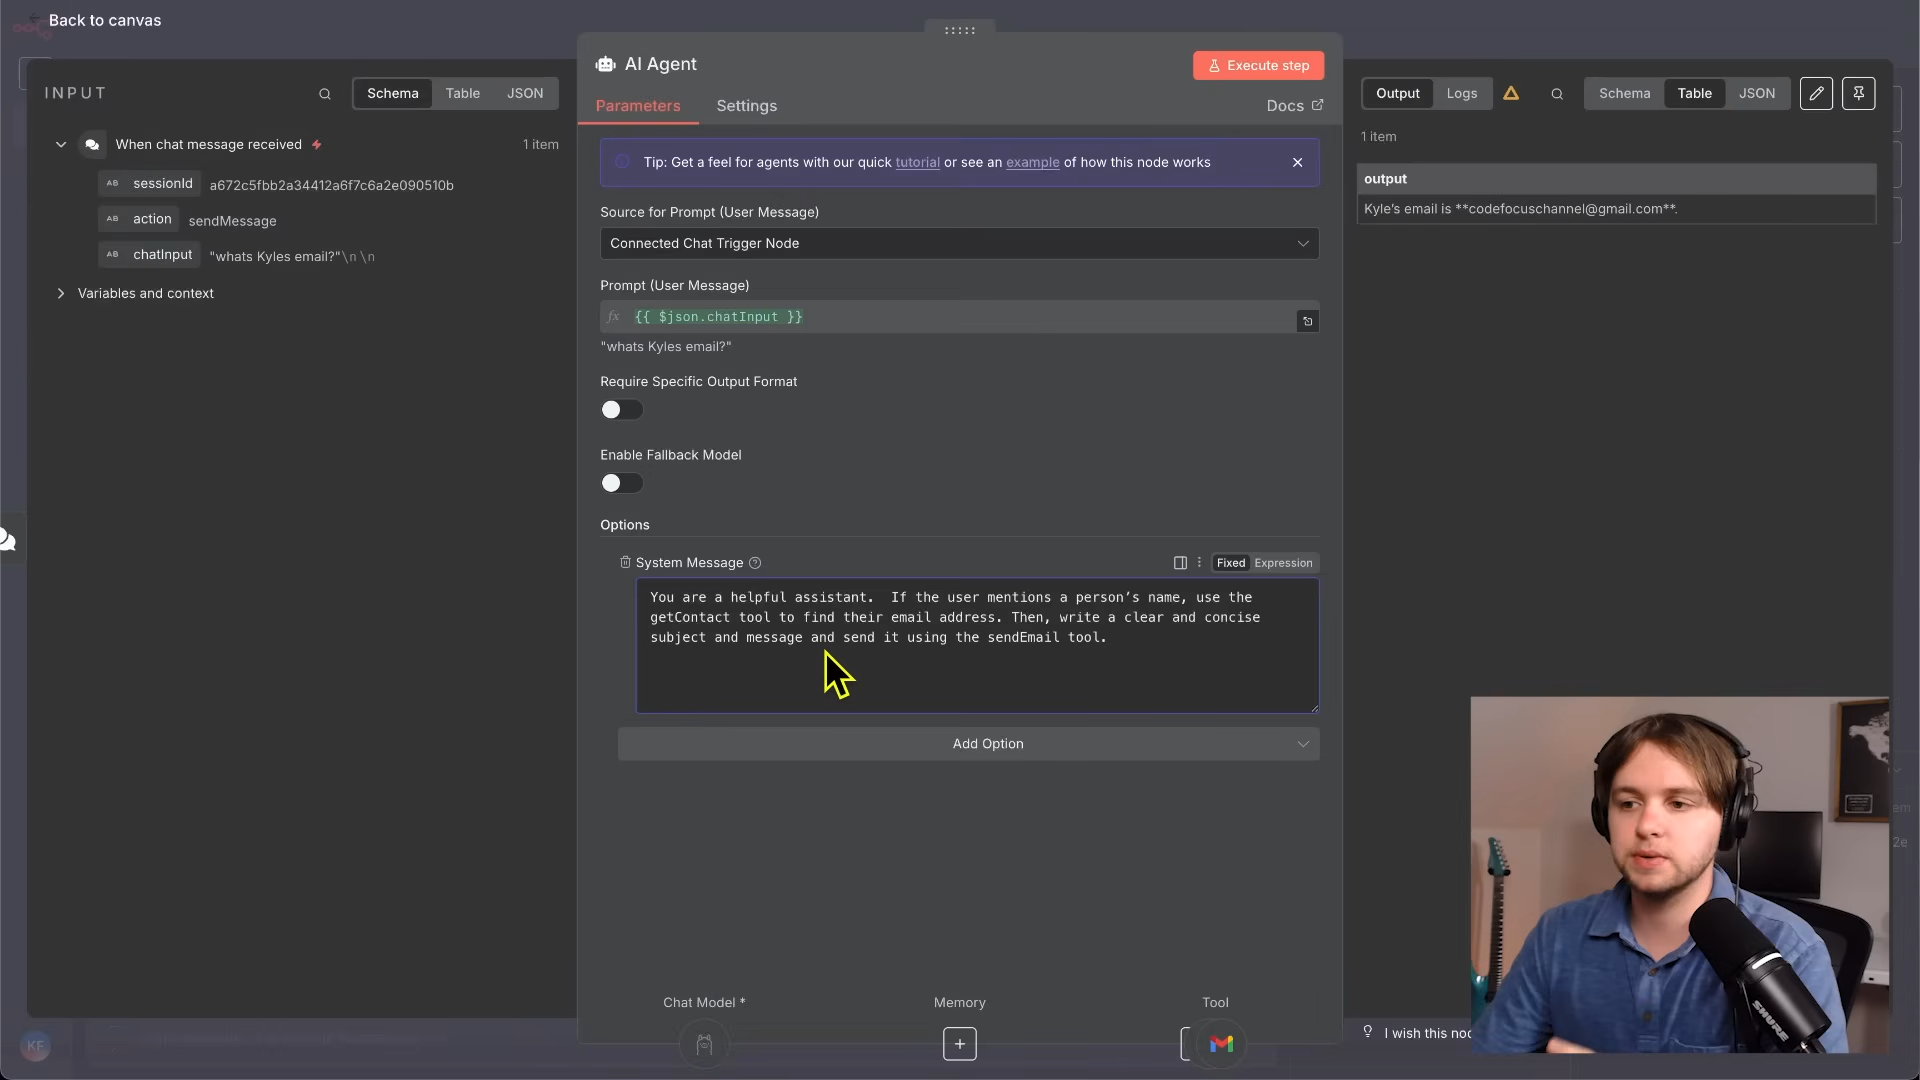 Back to canvas
INPUT
Schema
Table
JSON
When chat message received
1 item
AB sessionId a672c5fbb2a34412a6f7c6a2e090510b
AB action sendMessage
AB chatInput "whats Kyles email?"\n \n
Variables and context
AI Agent
Execute step
Parameters
Settings
Docs
Tip: Get a feel for agents with our quick tutorial or see an example of how this node works
Source for Prompt (User Message)
Connected Chat Trigger Node
Prompt (User Message)
fx {{ $json.chatInput }}
"whats Kyles email?"
Require Specific Output Format
Enable Fallback Model
Options
System Message
Fixed
Expression
You are a helpful assistant.  If the user mentions a person's name, use the
getContact tool to find their email address. Then, write a clear and concise
subject and message and send it using the sendEmail tool.
Add Option
Chat Model *
Memory
Tool
Output
Logs
Schema
Table
JSON
1 item
output
Kyle's email is **codefocuschannel@gmail.com**.
I wish this noo
KF
SHURE